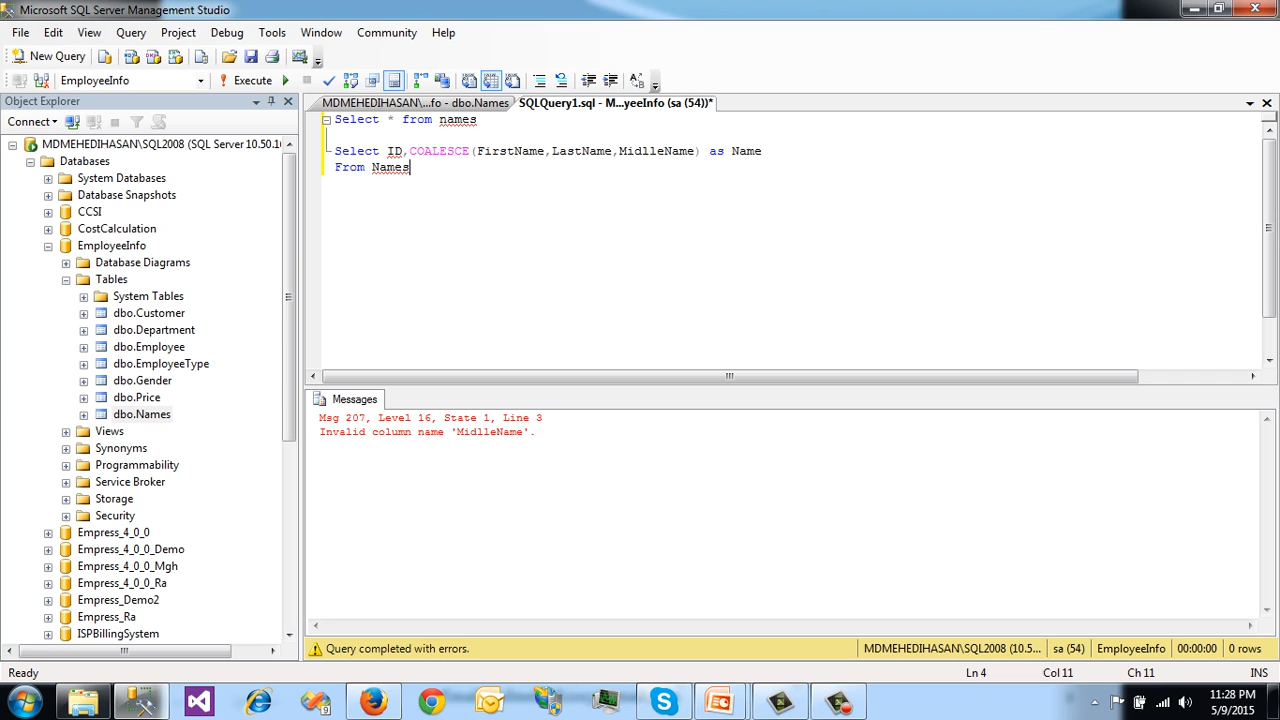 Microsoft SQL Server Management Studio
File Edit View Query Project Debug Tools Window Community Help
New Query
EmployeeInfo Execute
Object Explorer
MDMEHEDIHASAN\...fo - dbo.Names SQLQuery1.sql - M...yeeInfo (sa (54))*
Connect
MDMEHEDIHASAN\SQL2008 (SQL Server 10.50.16
Databases
System Databases
Database Snapshots
CCSI
CostCalculation
EmployeeInfo
Database Diagrams
Tables
System Tables
dbo.Customer
dbo.Department
dbo.Employee
dbo.EmployeeType
dbo.Gender
dbo.Price
dbo.Names
Views
Synonyms
Programmability
Service Broker
Storage
Security
Empress_4_0_0
Empress_4_0_0_Demo
Empress_4_0_0_Mgh
Empress_4_0_0_Ra
Empress_Demo2
Empress_Ra
ISPBillingSystem
Select * from names
Select ID,COALESCE(FirstName,LastName,MidlleName) as Name
From Names
Messages
Msg 207, Level 16, State 1, Line 3
Invalid column name 'MidlleName'.
Query completed with errors. MDMEHEDIHASAN\SQL2008 (10.5... sa (54) EmployeeInfo 00:00:00 0 rows
Ready Ln 4 Col 11 Ch 11 INS
11:28 PM
5/9/2015